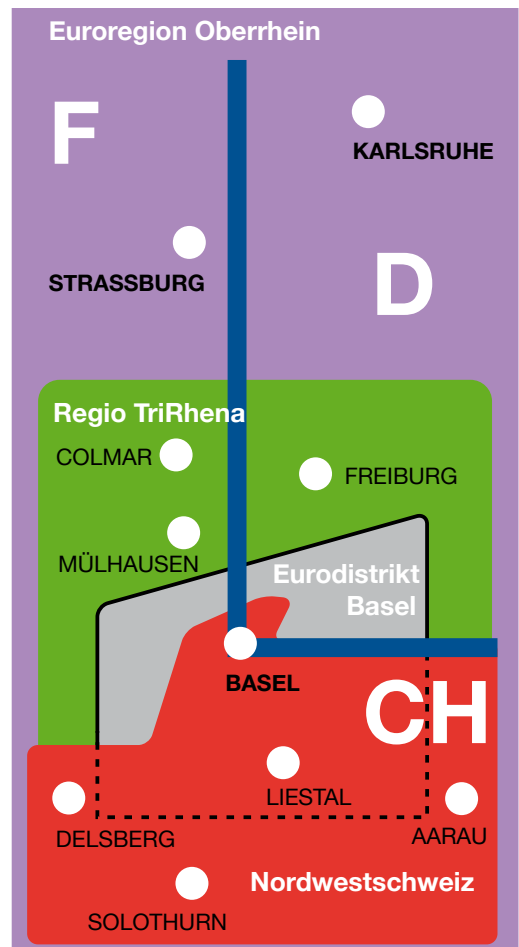 Euroregion Oberrhein
F
KARLSRUHE
STRASSBURG
D
Regio TriRhena
COLMAR
FREIBURG
MÜLHAUSEN
Eurodistrikt
Basel
BASEL
CH
LIESTAL
DELSBERG
AARAU
Nordwestschweiz
SOLOTHURN